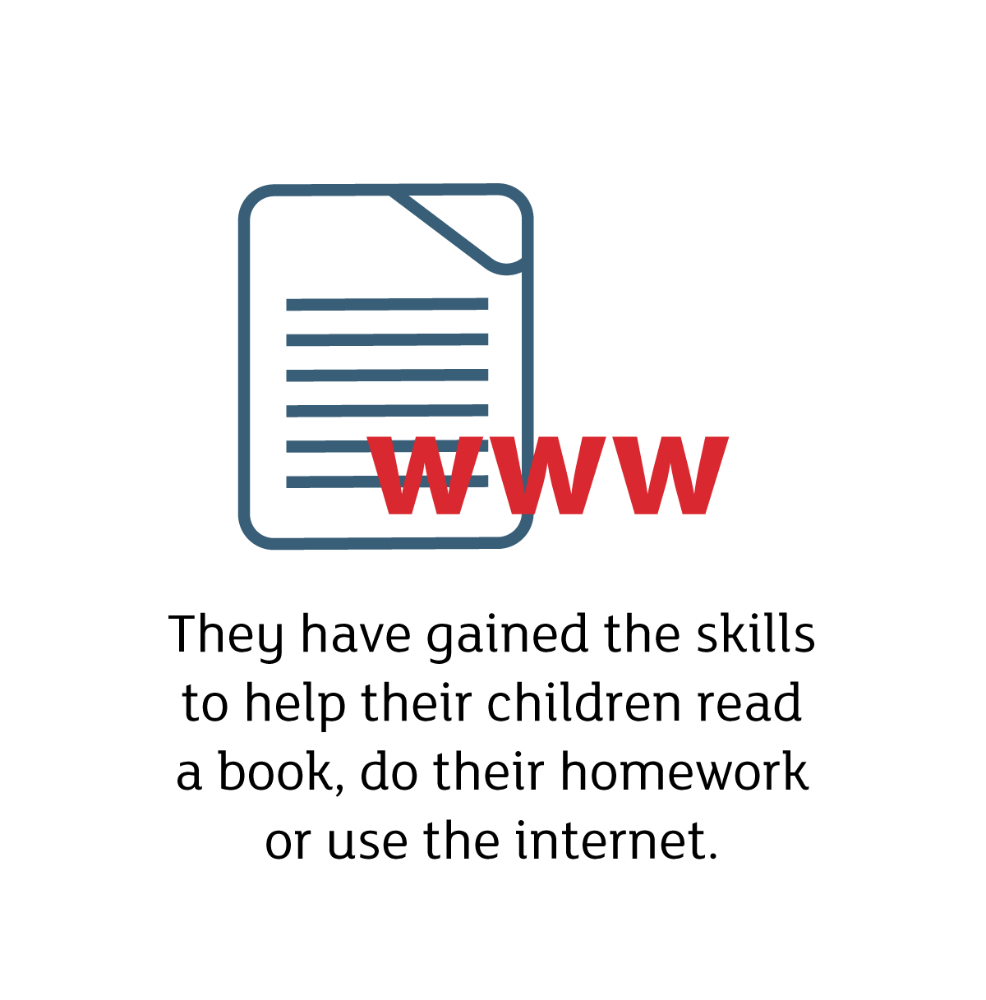 www
They have gained the skills
to help their children read
a book, do their homework
or use the internet.